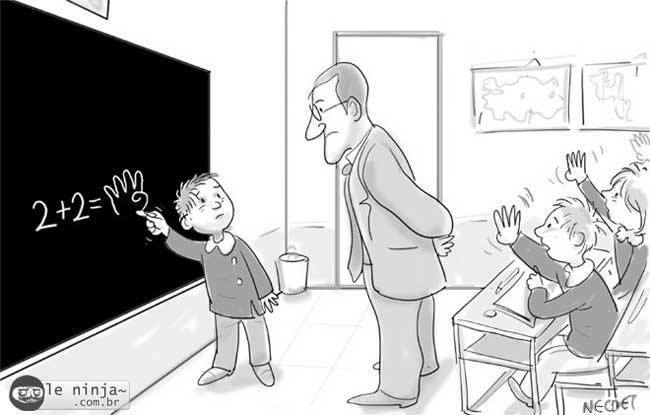 2+2=
le ninja~
.com.br
NECDET